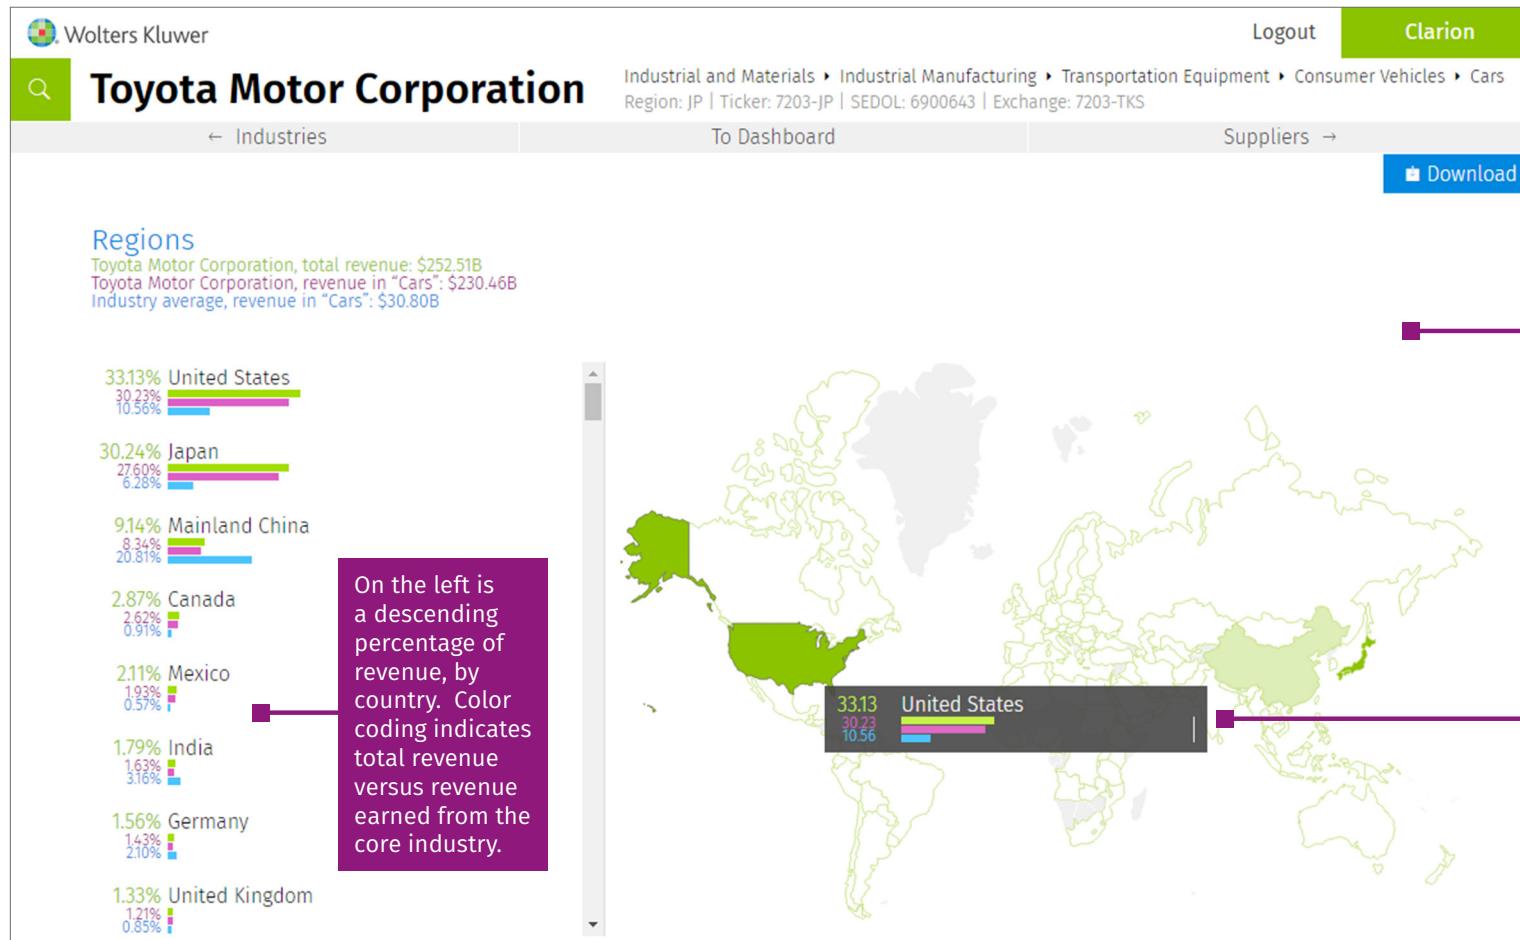 Wolters Kluwer
Logout
Clarion
Toyota Motor Corporation
Industrial and Materials ‣ Industrial Manufacturing ‣ Transportation Equipment ‣ Consumer Vehicles ‣ Cars
Region: JP | Ticker: 7203-JP | SEDOL: 6900643 | Exchange: 7203-TKS
← Industries
To Dashboard
Suppliers →
Download
Regions
Toyota Motor Corporation, total revenue: $252.51B
Toyota Motor Corporation, revenue in “Cars”: $230.46B
Industry average, revenue in “Cars”: $30.80B
33.13% United States
30.23%
10.56%
30.24% Japan
27.60%
6.28%
9.14% Mainland China
8.34%
20.81%
2.87% Canada
2.62%
0.91%
2.11% Mexico
1.93%
0.57%
1.79% India
1.63%
3.16%
1.56% Germany
1.43%
2.10%
1.33% United Kingdom
1.21%
0.85%
On the left is
a descending
percentage of
revenue, by
country. Color
coding indicates
total revenue
versus revenue
earned from the
core industry.
33.13 United States
30.23
10.56